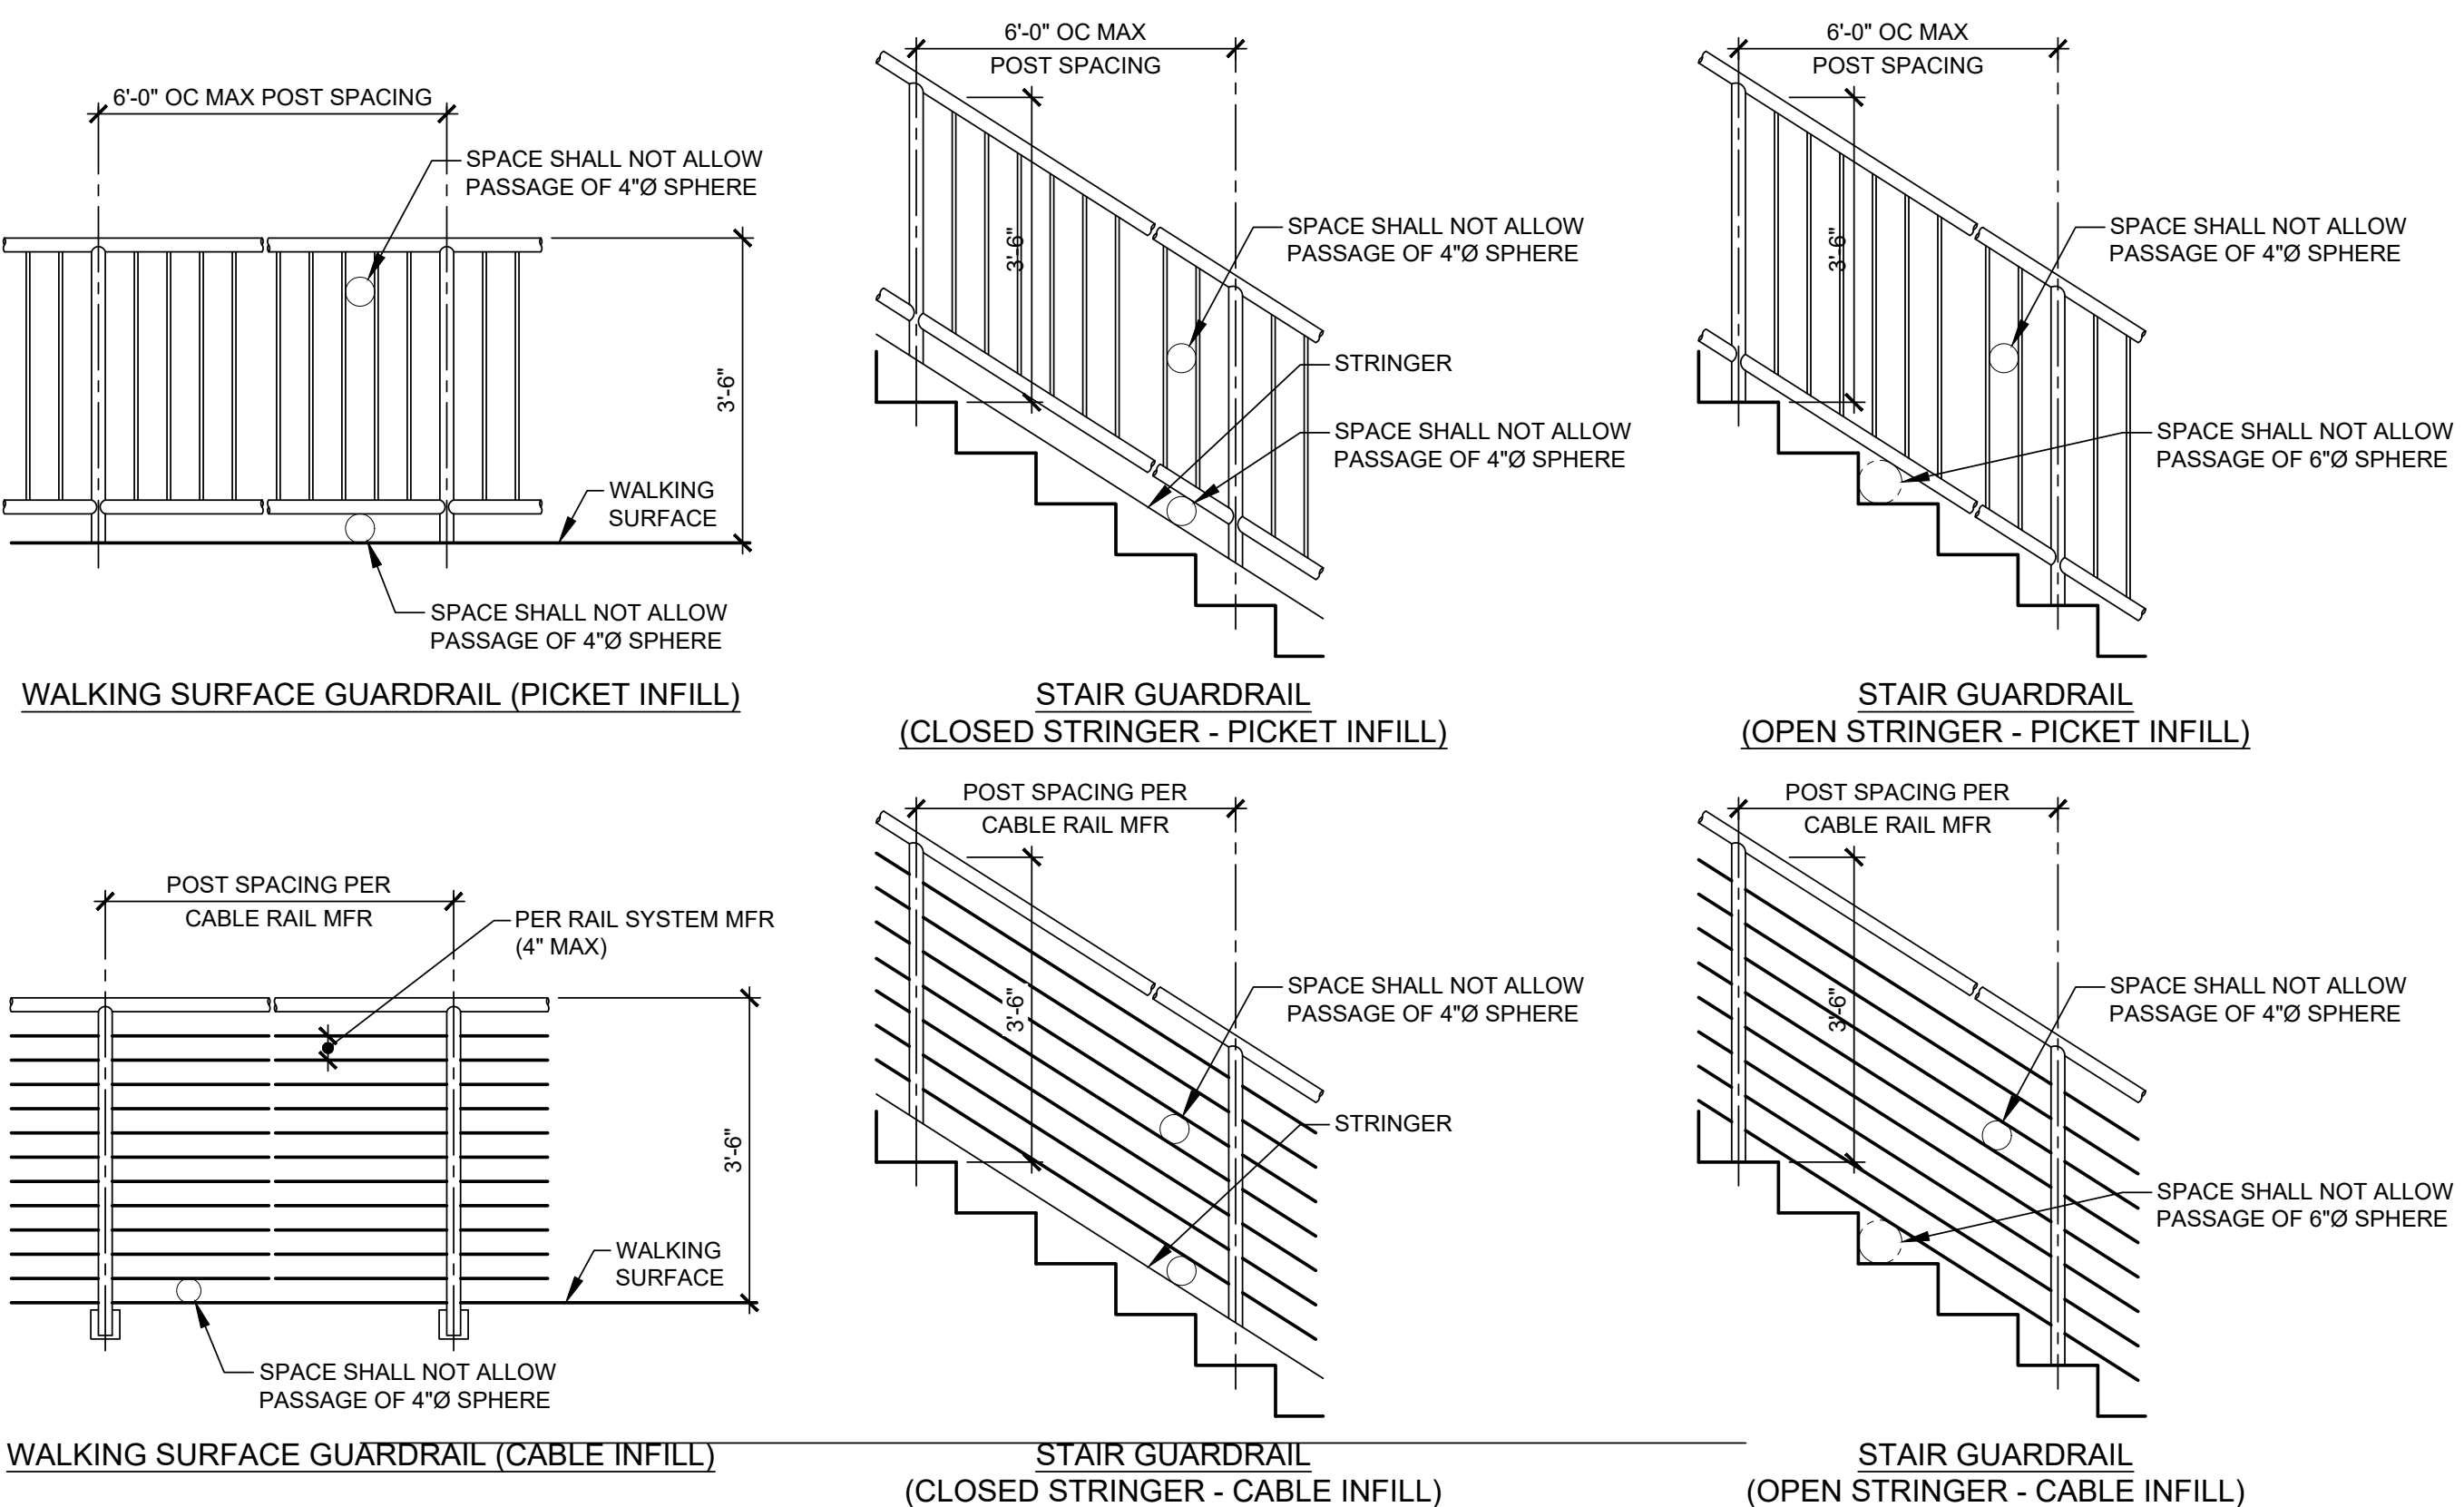 6'-0" OC MAX POST SPACING
SPACE SHALL NOT ALLOW
PASSAGE OF 4"Ø SPHERE
3'-6"
WALKING
SURFACE
SPACE SHALL NOT ALLOW
PASSAGE OF 4"Ø SPHERE
WALKING SURFACE GUARDRAIL (PICKET INFILL)
6'-0" OC MAX
POST SPACING
3'-6"
SPACE SHALL NOT ALLOW
PASSAGE OF 4"Ø SPHERE
STRINGER
SPACE SHALL NOT ALLOW
PASSAGE OF 4"Ø SPHERE
STAIR GUARDRAIL
(CLOSED STRINGER - PICKET INFILL)
6'-0" OC MAX
POST SPACING
3'-6"
SPACE SHALL NOT ALLOW
PASSAGE OF 4"Ø SPHERE
SPACE SHALL NOT ALLOW
PASSAGE OF 6"Ø SPHERE
STAIR GUARDRAIL
(OPEN STRINGER - PICKET INFILL)
POST SPACING PER
CABLE RAIL MFR
PER RAIL SYSTEM MFR
(4" MAX)
3'-6"
WALKING
SURFACE
SPACE SHALL NOT ALLOW
PASSAGE OF 4"Ø SPHERE
WALKING SURFACE GUARDRAIL (CABLE INFILL)
POST SPACING PER
CABLE RAIL MFR
3'-6"
SPACE SHALL NOT ALLOW
PASSAGE OF 4"Ø SPHERE
STRINGER
STAIR GUARDRAIL
(CLOSED STRINGER - CABLE INFILL)
POST SPACING PER
CABLE RAIL MFR
3'-6"
SPACE SHALL NOT ALLOW
PASSAGE OF 4"Ø SPHERE
SPACE SHALL NOT ALLOW
PASSAGE OF 6"Ø SPHERE
STAIR GUARDRAIL
(OPEN STRINGER - CABLE INFILL)